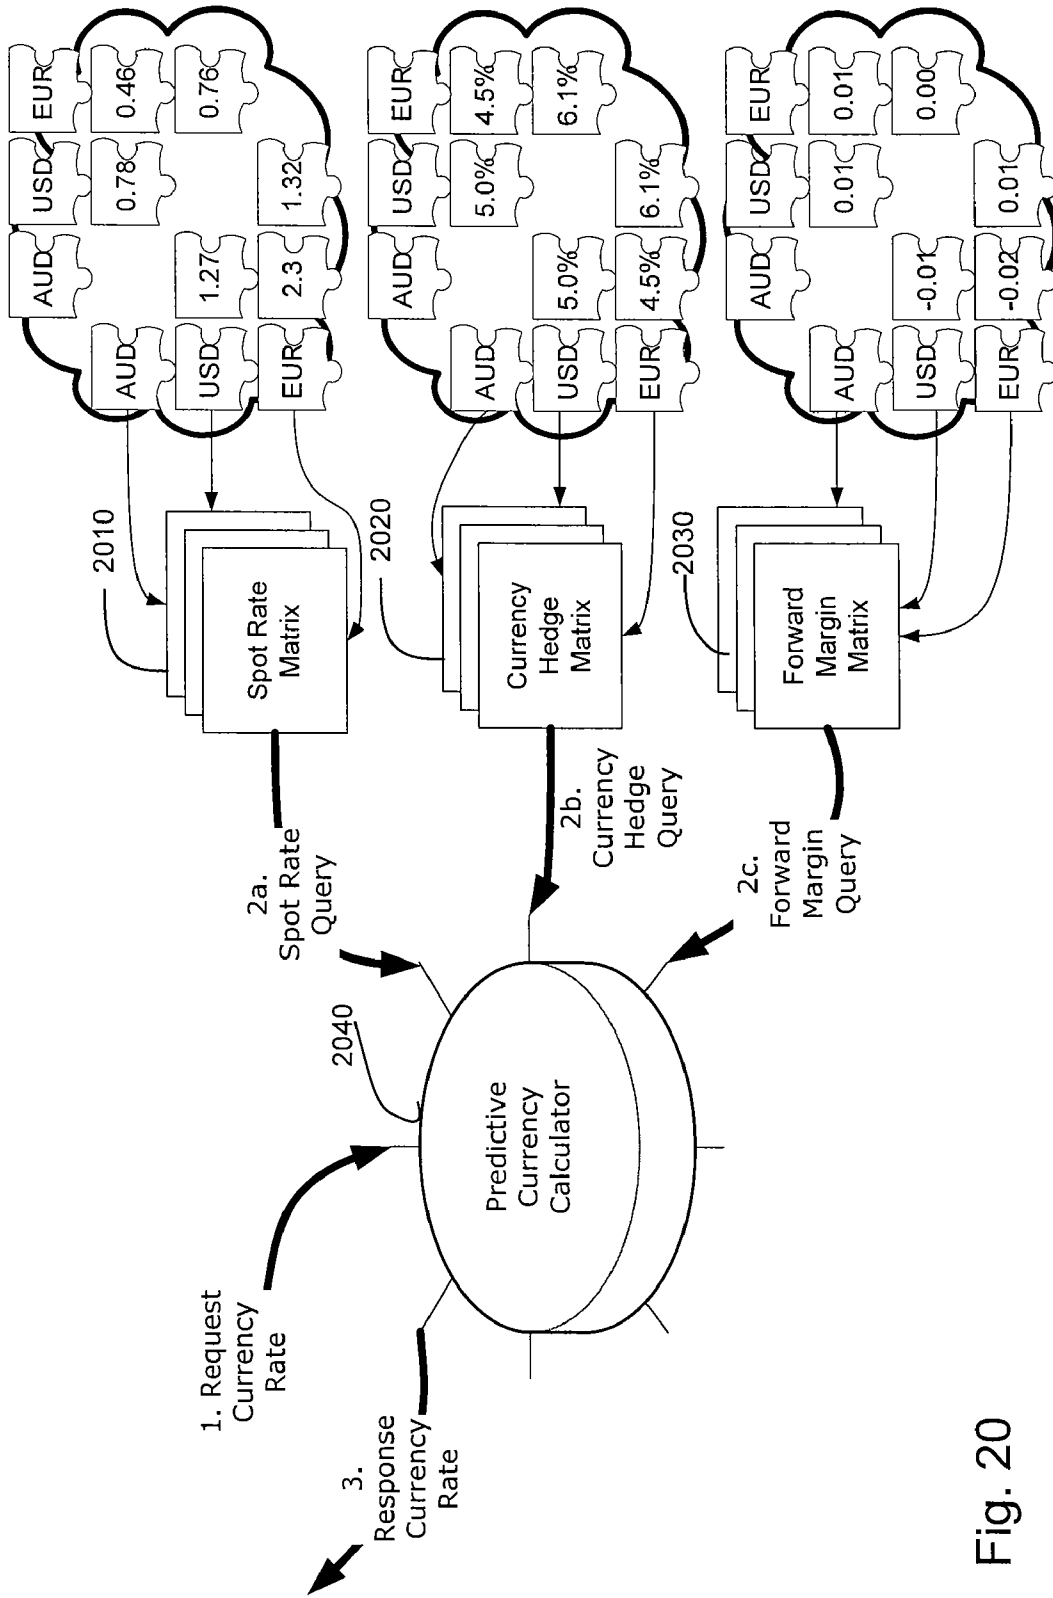 1. Request
Currency
Rate
3.
Response
Currency
Rate
2040
Predictive
Currency
Calculator
2a.
Spot Rate
Query
2b.
Currency
Hedge
Query
2c.
Forward
Margin
Query
2010
Spot Rate
Matrix
2020
Currency
Hedge
Matrix
2030
Forward
Margin
Matrix
AUD USD EUR
AUD 0.78 0.46
USD 1.27 0.76
EUR 2.3 1.32
AUD USD EUR
AUD 5.0% 4.5%
USD 5.0% 6.1%
EUR 4.5% 6.1%
AUD USD EUR
AUD 0.01 0.01
USD -0.01 0.00
EUR -0.02 0.01
Fig. 20